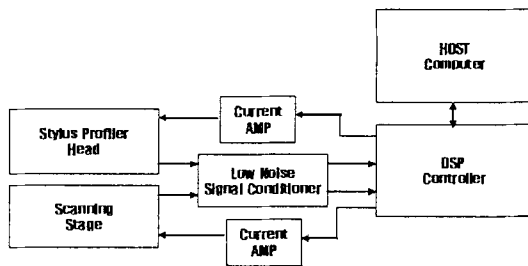 HOST
Computer
Current
AMP
Stylus Profiler
Head
Low Noise
Signal Conditioner
DSP
Controller
Scanning
Stage
Current
AMP